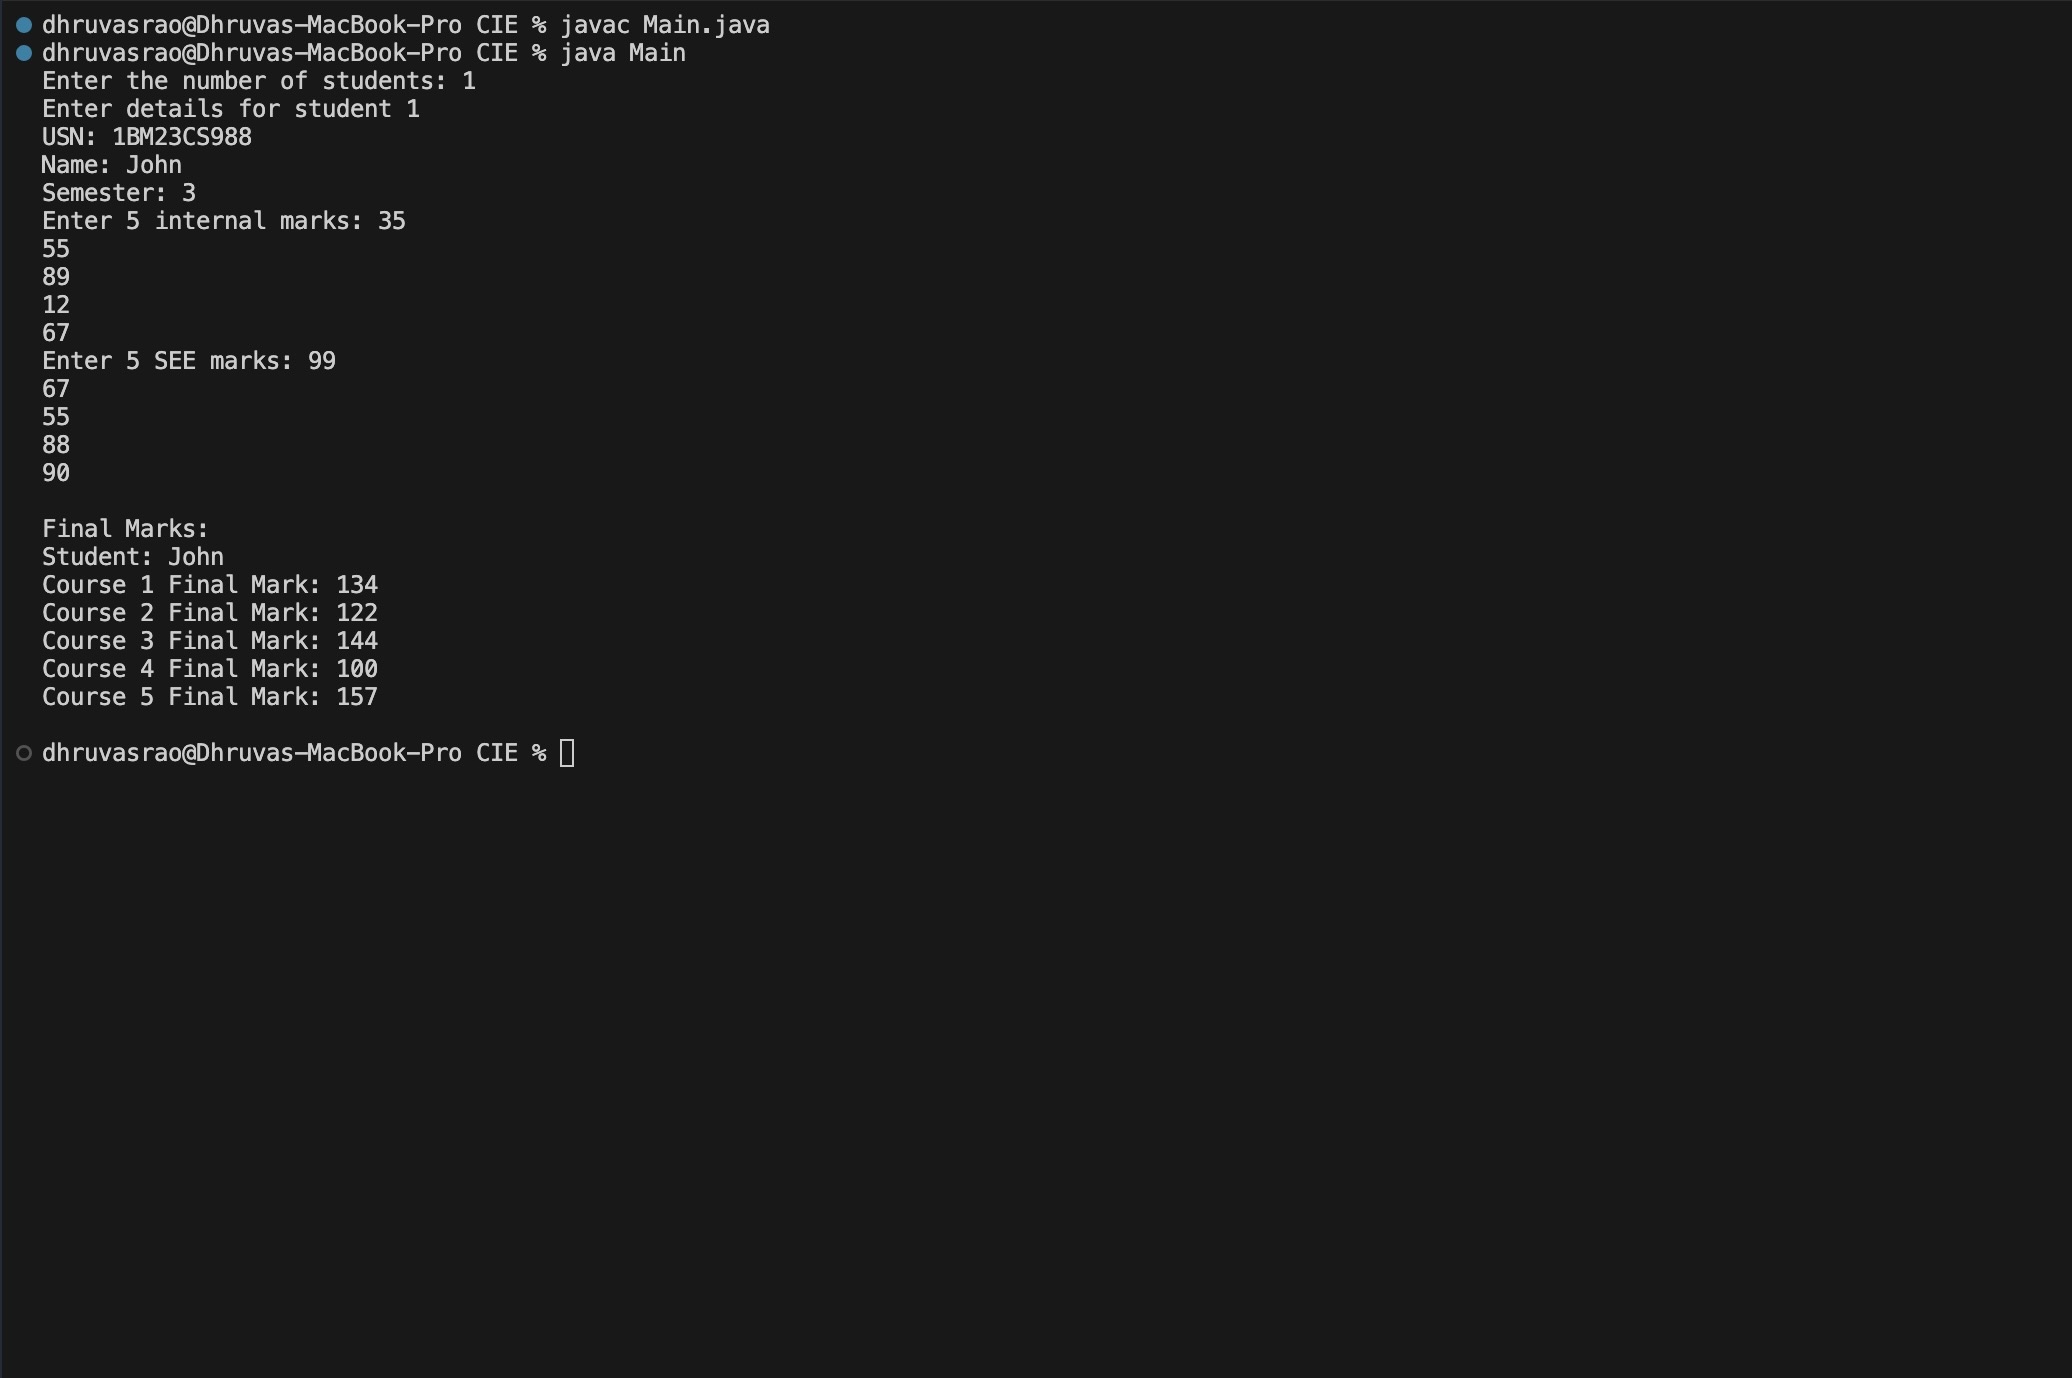 dhruvasrao@Dhruvas-MacBook-Pro CIE % javac Main.java
dhruvasrao@Dhruvas-MacBook-Pro CIE % java Main
Enter the number of students: 1
Enter details for student 1
USN: 1BM23CS988
Name: John
Semester: 3
Enter 5 internal marks: 35
55
89
12
67
Enter 5 SEE marks: 99
67
55
88
90
Final Marks:
Student: John
Course 1 Final Mark: 134
Course 2 Final Mark: 122
Course 3 Final Mark: 144
Course 4 Final Mark: 100
Course 5 Final Mark: 157
dhruvasrao@Dhruvas-MacBook-Pro CIE %